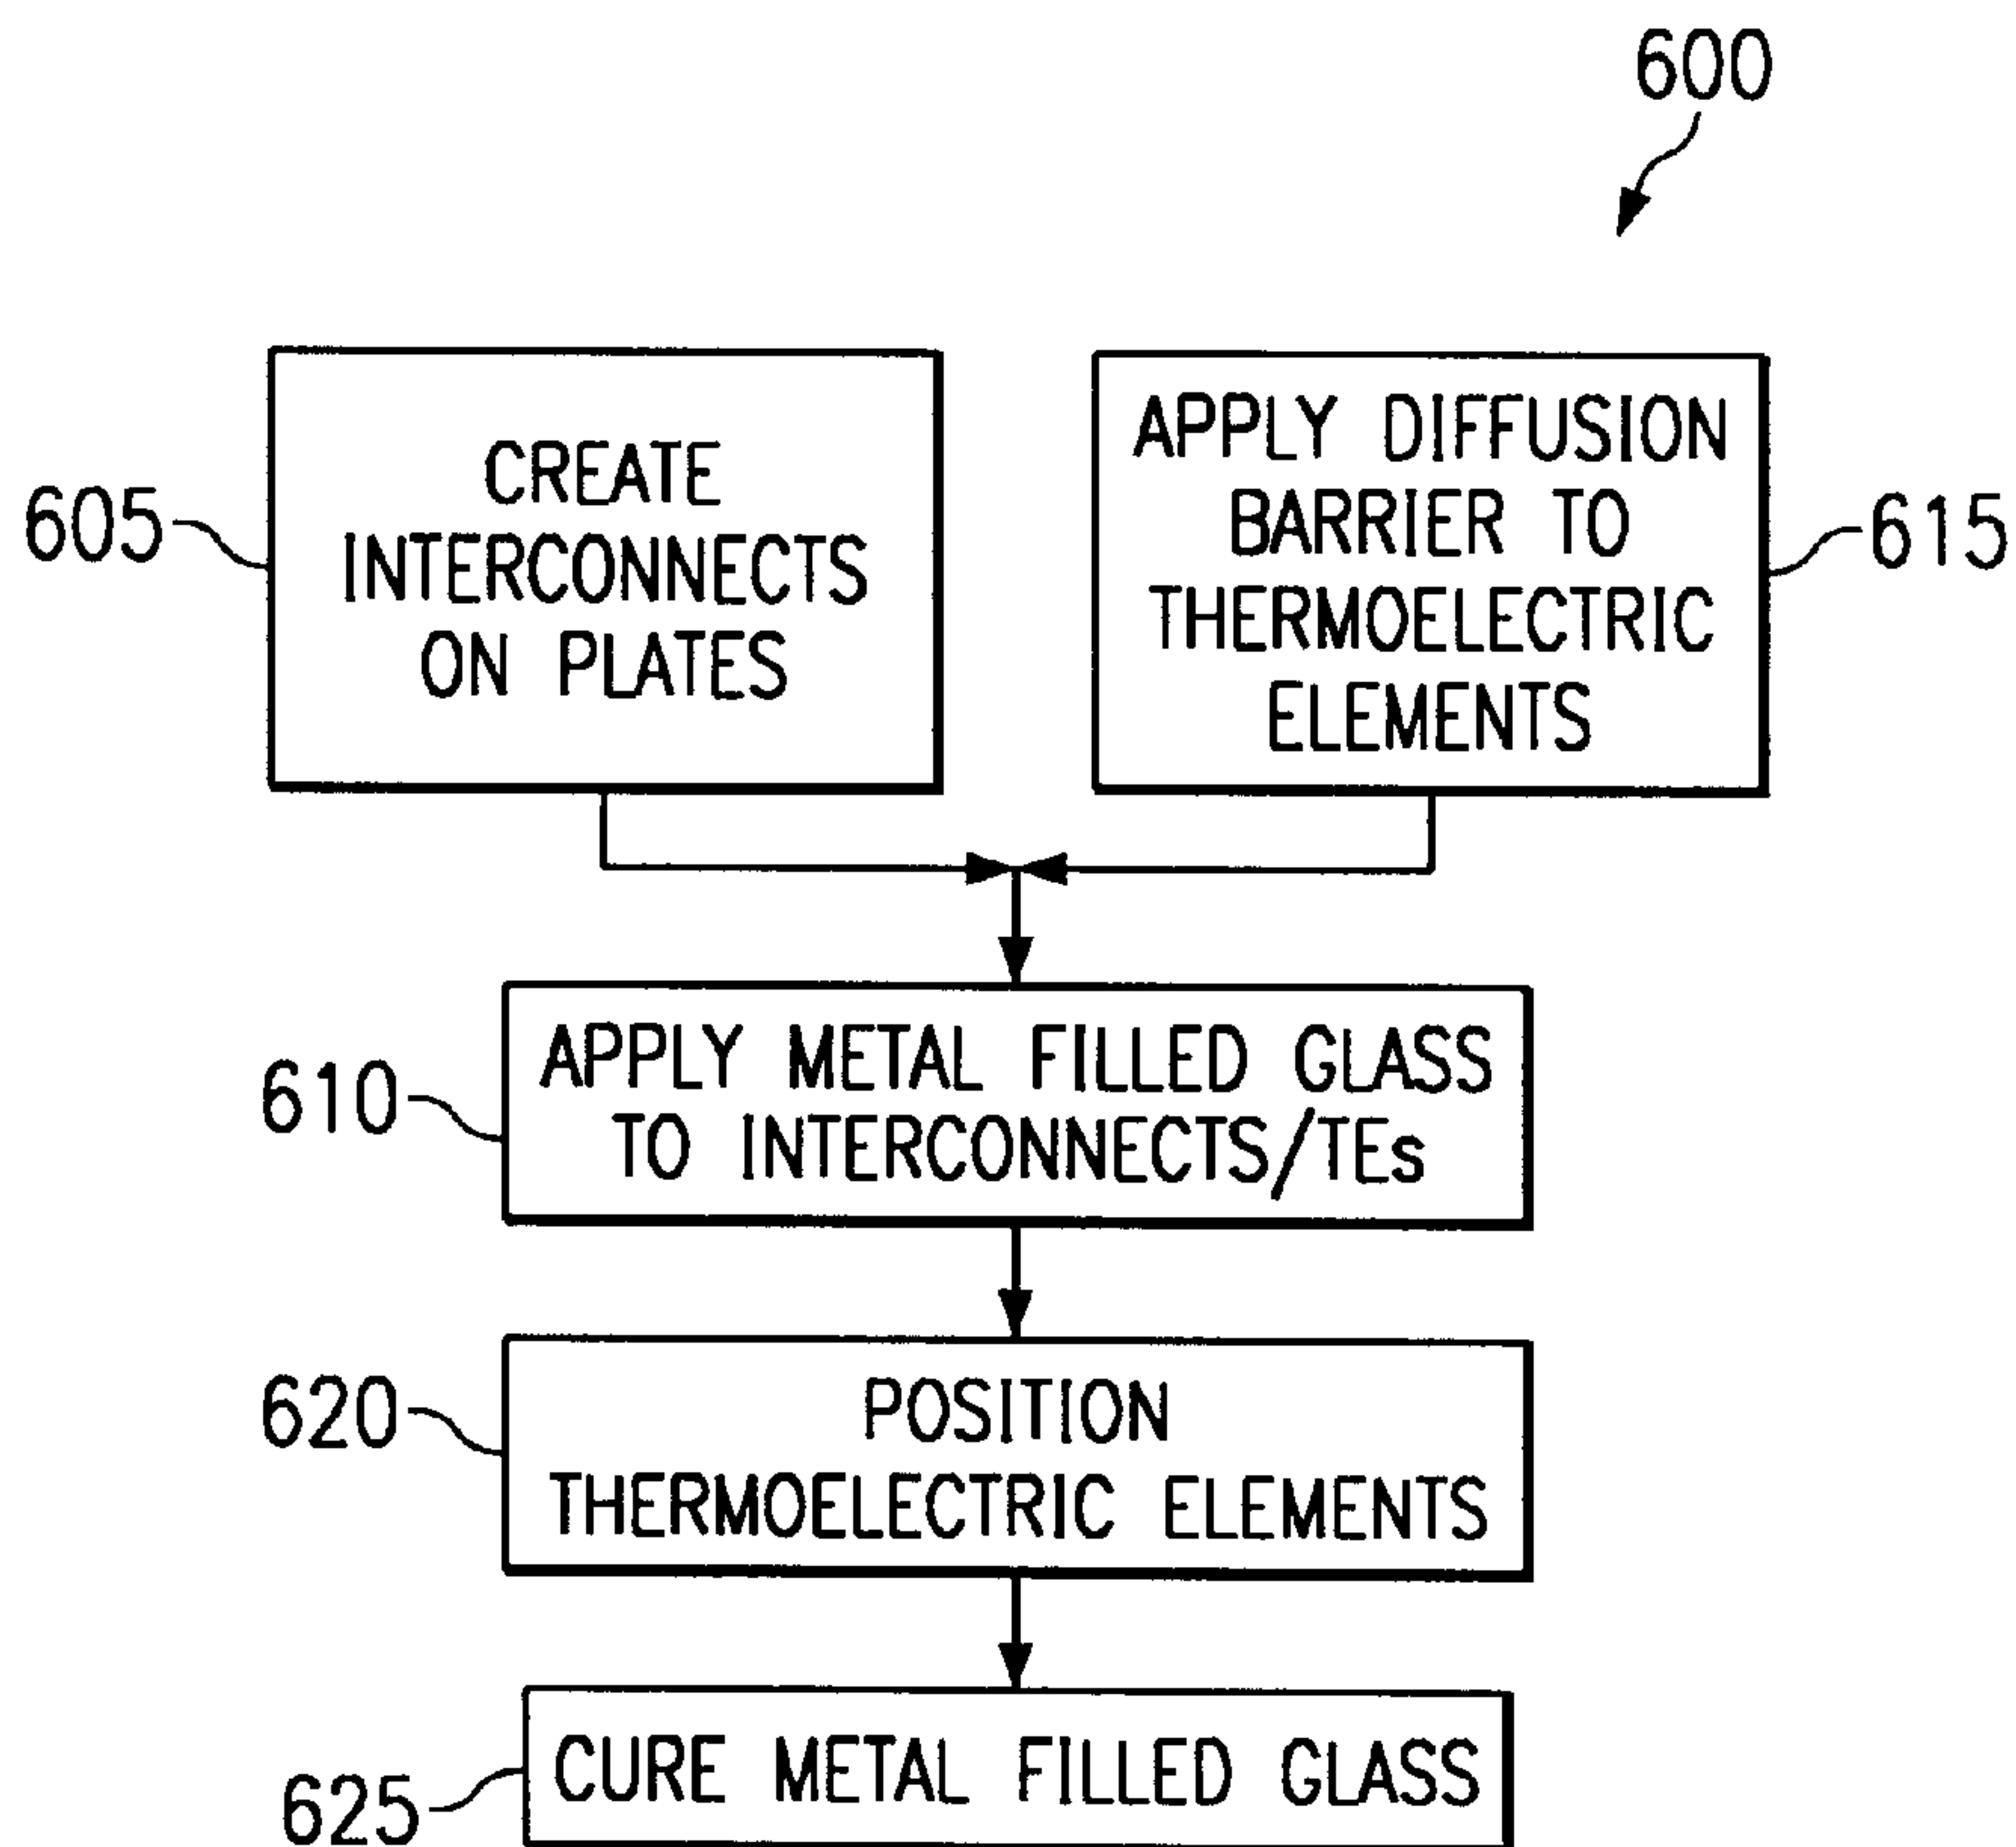 600
605
CREATE
INTERCONNECTS
ON PLATES
APPLY DIFFUSION
BARRIER TO
THERMOELECTRIC
ELEMENTS
615
610
APPLY METAL FILLED GLASS
TO INTERCONNECTS/TEs
620
POSITION
THERMOELECTRIC ELEMENTS
625
CURE METAL FILLED GLASS